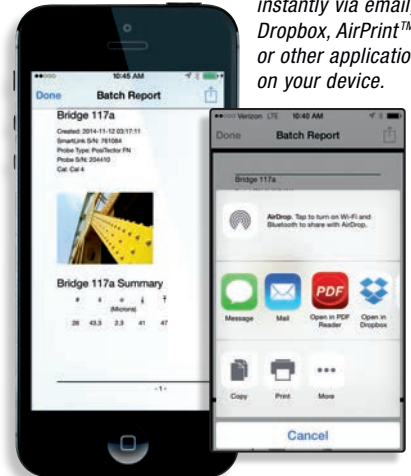 instantly via email,
Dropbox, AirPrint™
or other applicatio
on your device.
10:45 AM
Done Batch Report
Bridge 117a
Created: 2014-11-12 03:17:11
SmartLink S/N: 761084
Probe Type: PosiTector FN
Probe S/N: 204410
Cal: Cal 4
Bridge 117a Summary
#
(Microns)
28 43.3 2.3 41 47
- 1 -
Verizon LTE 10:40 AM
Done Batch Report
Bridge 117a
AirDrop. Tap to turn on Wi-Fi and
Bluetooth to share with AirDrop.
PDF
Message Mail Open in PDF Reader Open in Dropbox
Copy Print More
Cancel